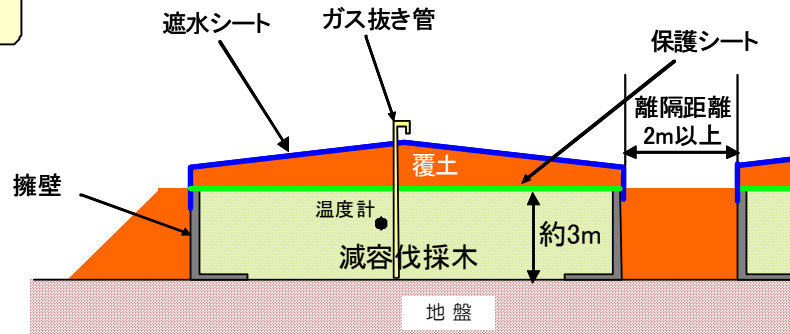 遮水シート
ガス抜き管
保護シート
離隔距離
2m以上
覆土
擁壁
温度計
約3m
減容伐採木
地盤